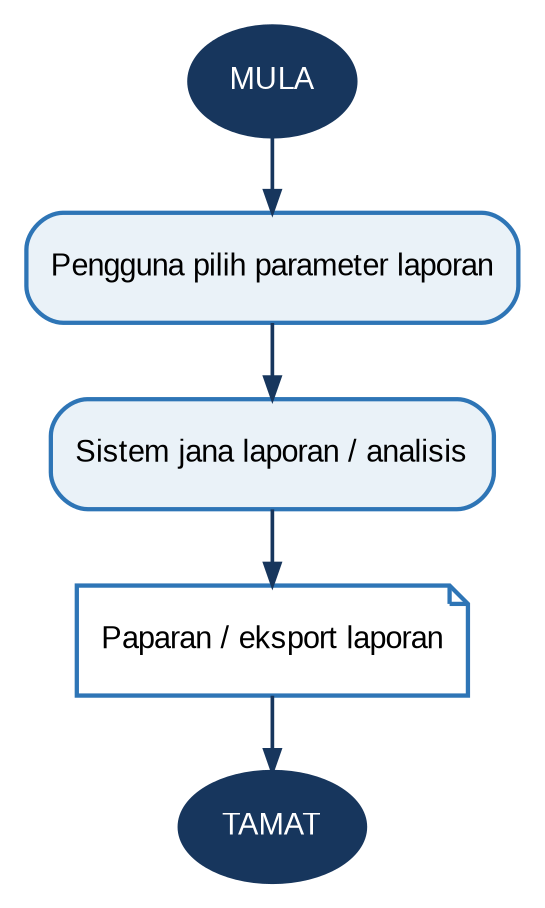 MULA
Pengguna pilih parameter laporan
Sistem jana laporan / analisis
Paparan / eksport laporan
TAMAT